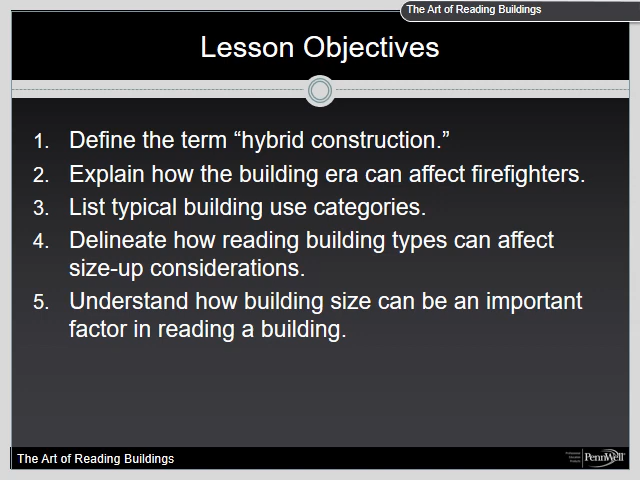 The Art of Reading Buildings
Lesson Objectives
1. Define the term “hybrid construction.”
2. Explain how the building era can affect firefighters.
3. List typical building use categories.
4. Delineate how reading building types can affect
size-up considerations.
5. Understand how building size can be an important
factor in reading a building.
The Art of Reading Buildings
PennWell